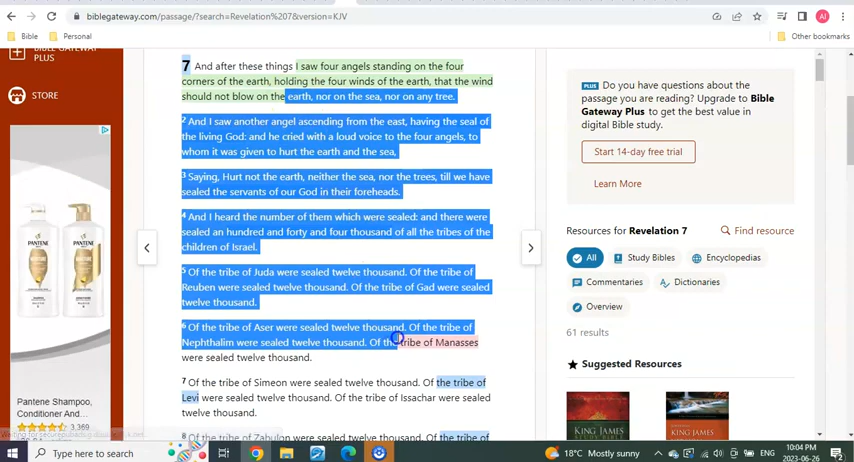 biblegateway.com/passage/?search=Revelation%207&version=KJV
AI
Bible
Personal
Other bookmarks
BIBLE GATEWAY
PLUS
STORE
7 And after these things I saw four angels standing on the four
corners of the earth, holding the four winds of the earth, that the wind
should not blow on the earth, nor on the sea, nor on any tree.
2 And I saw another angel ascending from the east, having the seal of
the living God: and he cried with a loud voice to the four angels, to
whom it was given to hurt the earth and the sea,
3 Saying, Hurt not the earth, neither the sea, nor the trees, till we have
sealed the servants of our God in their foreheads.
4 And I heard the number of them which were sealed: and there were
sealed an hundred and forty and four thousand of all the tribes of the
children of Israel.
5 Of the tribe of Juda were sealed twelve thousand. Of the tribe of
Reuben were sealed twelve thousand. Of the tribe of Gad were sealed
twelve thousand.
6 Of the tribe of Aser were sealed twelve thousand. Of the tribe of
Nephthalim were sealed twelve thousand. Of the tribe of Manasses
were sealed twelve thousand.
7 Of the tribe of Simeon were sealed twelve thousand. Of the tribe of
Levi were sealed twelve thousand. Of the tribe of Issachar were sealed
twelve thousand.
8 Of the tribe of Zabulon were sealed twelve thousand. Of the tribe of
PLUS Do you have questions about the
passage you are reading? Upgrade to Bible
Gateway Plus to get the best value in
digital Bible study.
Start 14-day free trial
Learn More
Resources for Revelation 7
Find resource
All
Study Bibles
Encyclopedias
Commentaries
Dictionaries
Overview
61 results
Suggested Resources
KING JAMES
KING JAMES
PANTENE
PANTENE
Pantene Shampoo,
Conditioner And...
3,369
Type here to search
18°C Mostly sunny
ENG
10:04 PM
2023-06-26
2